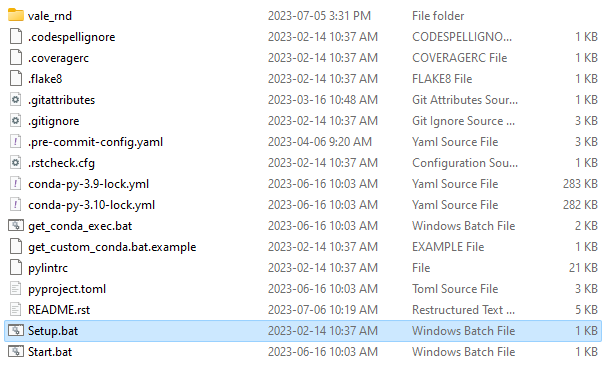 vale_rnd 2023-07-05 3:31 PM File folder
.codespellignore 2023-02-14 10:37 AM CODESPELLIGNO... 1 KB
.coveragerc 2023-02-14 10:37 AM COVERAGERC File 1 KB
.flake8 2023-02-14 10:37 AM FLAKE8 File 1 KB
.gitattributes 2023-03-16 10:48 AM Git Attributes Sour... 1 KB
.gitignore 2023-02-14 10:37 AM Git Ignore Source ... 1 KB
.pre-commit-config.yaml 2023-04-06 9:20 AM Yaml Source File 3 KB
.rstcheck.cfg 2023-02-14 10:37 AM Configuration Sou... 1 KB
conda-py-3.9-lock.yml 2023-06-16 10:03 AM Yaml Source File 283 KB
conda-py-3.10-lock.yml 2023-06-16 10:03 AM Yaml Source File 282 KB
get_conda_exec.bat 2023-06-16 10:03 AM Windows Batch File 2 KB
get_custom_conda.bat.example 2023-02-14 10:37 AM EXAMPLE File 1 KB
pylintrc 2023-02-14 10:37 AM File 21 KB
pyproject.toml 2023-06-16 10:03 AM Toml Source File 3 KB
README.rst 2023-07-06 10:19 AM Restructured Text ... 5 KB
Setup.bat 2023-02-14 10:37 AM Windows Batch File 1 KB
Start.bat 2023-06-16 10:03 AM Windows Batch File 1 KB